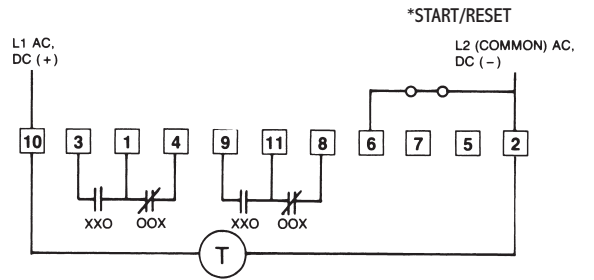 *START/RESET
L1 AC,
DC (+)
L2 (COMMON) AC,
DC (−)
10 3 1 4 9 11 8 6 7 5 2
XXO OOX XXO OOX
T